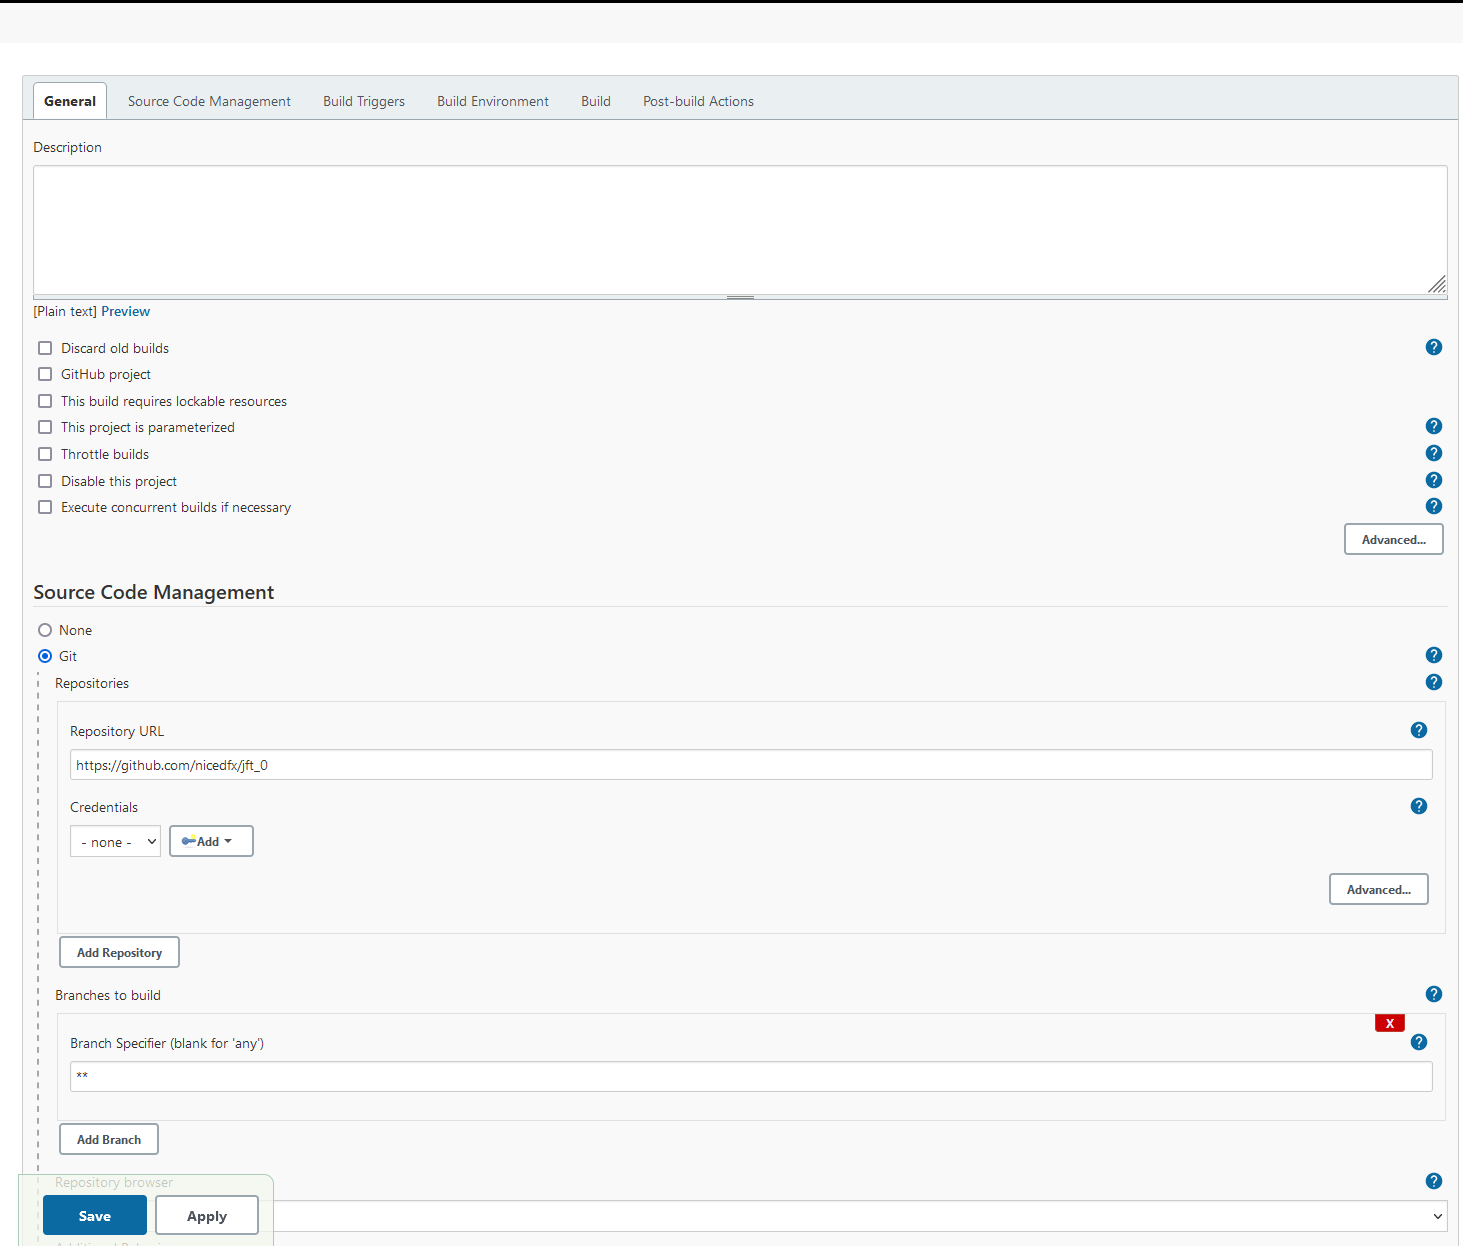 General Source Code Management Build Triggers Build Environment Build Post-build Actions
Description
[Plain text] Preview
Discard old builds
GitHub project
This build requires lockable resources
This project is parameterized
Throttle builds
Disable this project
Execute concurrent builds if necessary
Advanced...
Source Code Management
None
Git
Repositories
Repository URL
https://github.com/nicedfx/jft_0
Credentials
- none - Add
Advanced...
Add Repository
Branches to build
X
Branch Specifier (blank for 'any')
**
Add Branch
Repository browser
Save Apply